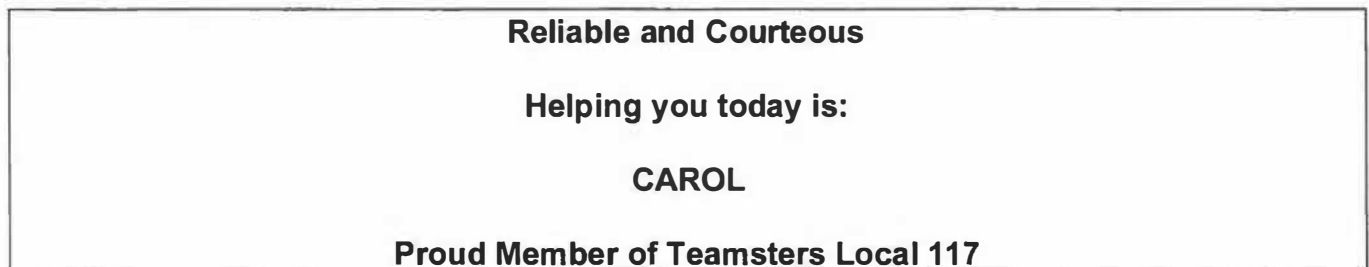 Reliable and Courteous
Helping you today is:
CAROL
Proud Member of Teamsters Local 117